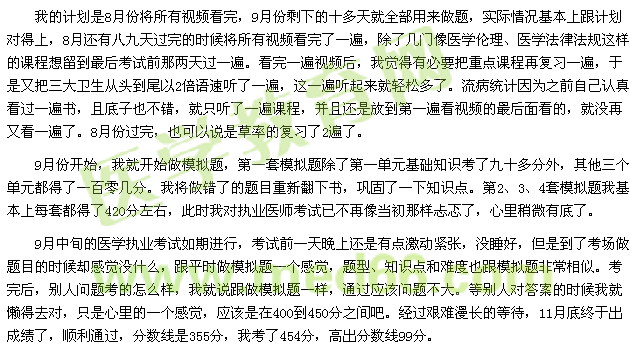 我的计划是8月份将所有视频看完，9月份剩下的十多天就全部用来做题，实际情况基本上跟计划
对得上，8月还有八九天过完的时候将所有视频看完了一遍，除了几门像医学伦理、医学法律法规这样
的课程想留到最后考试前那两天过一遍。看完一遍视频后，我觉得有必要把重点课程再复习一遍，于
是又把三大卫生从头到尾以2倍语速听了一遍，这一遍听起来就轻松多了。流病统计因为之前自己认真
看过一遍书，且底子也不错，就只听了一遍课程，并且还是放到第一遍看视频的最后面看的，就没再
又看一遍了。8月份过完，也可以说是草率的复习了2遍了。
9月份开始，我就开始做模拟题，第一套模拟题除了第一单元基础知识考了九十多分外，其他三个
单元都得了一百零几分。我将做错了的题目重新翻下书，巩固了一下知识点。第2、3、4套模拟题我基
本上每套都得了420分左右，此时我对执业医师考试已不再像当初那样忐忑了，心里稍微有底了。
9月中旬的医学执业考试如期进行，考试前一天晚上还是有点激动紧张，没睡好，但是到了考场做
题目的时候却感觉没什么，跟平时做模拟题一个感觉，题型、知识点和难度也跟模拟题非常相似。考
完后，别人问题考的怎么样，我就说跟做模拟题一样，通过应该问题不大。等别人对答案的时候我就
懒得去对，只是心里的一个感觉，应该是在400到450分之间吧。经过艰难漫长的等待，11月底终于出
成绩了，顺利通过，分数线是355分，我考了454分，高出分数线99分。
医学教育网
www.med66.com